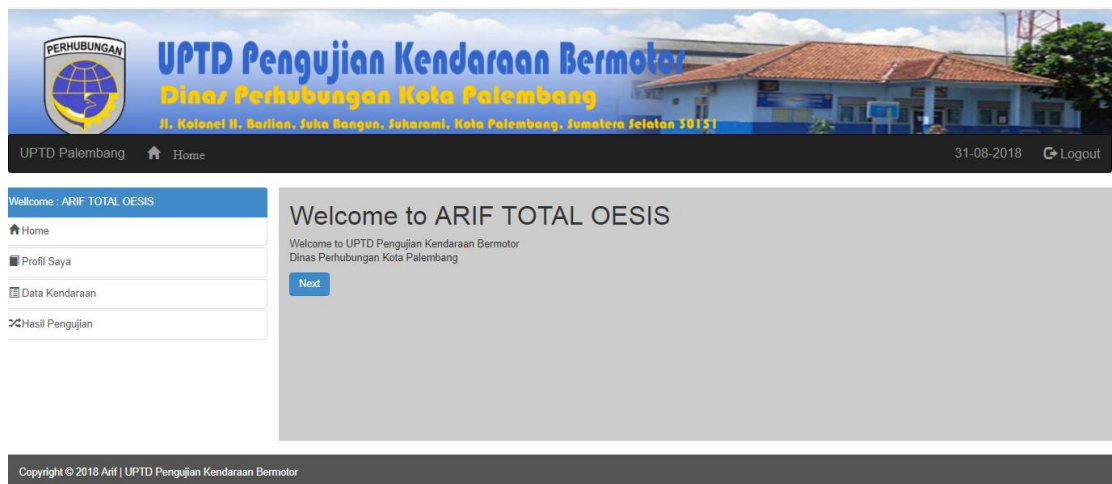 PERHUBUNGAN
UPTD Pengujian Kendaraan Bermotor
Dinas Perhubungan Kota Palembang
Jl. Kolonel H. Barlian, Suka Bangun, Sukarami, Kota Palembang, Sumatera Selatan 30151
UPTD Palembang Home 31-08-2018 Logout
Wellcome : ARIF TOTAL OESIS
Home
Profil Saya
Data Kendaraan
Hasil Pengujian
Welcome to ARIF TOTAL OESIS
Welcome to UPTD Pengujian Kendaraan Bermotor
Dinas Perhubungan Kota Palembang
Next
Copyright © 2018 Arif | UPTD Pengujian Kendaraan Bermotor